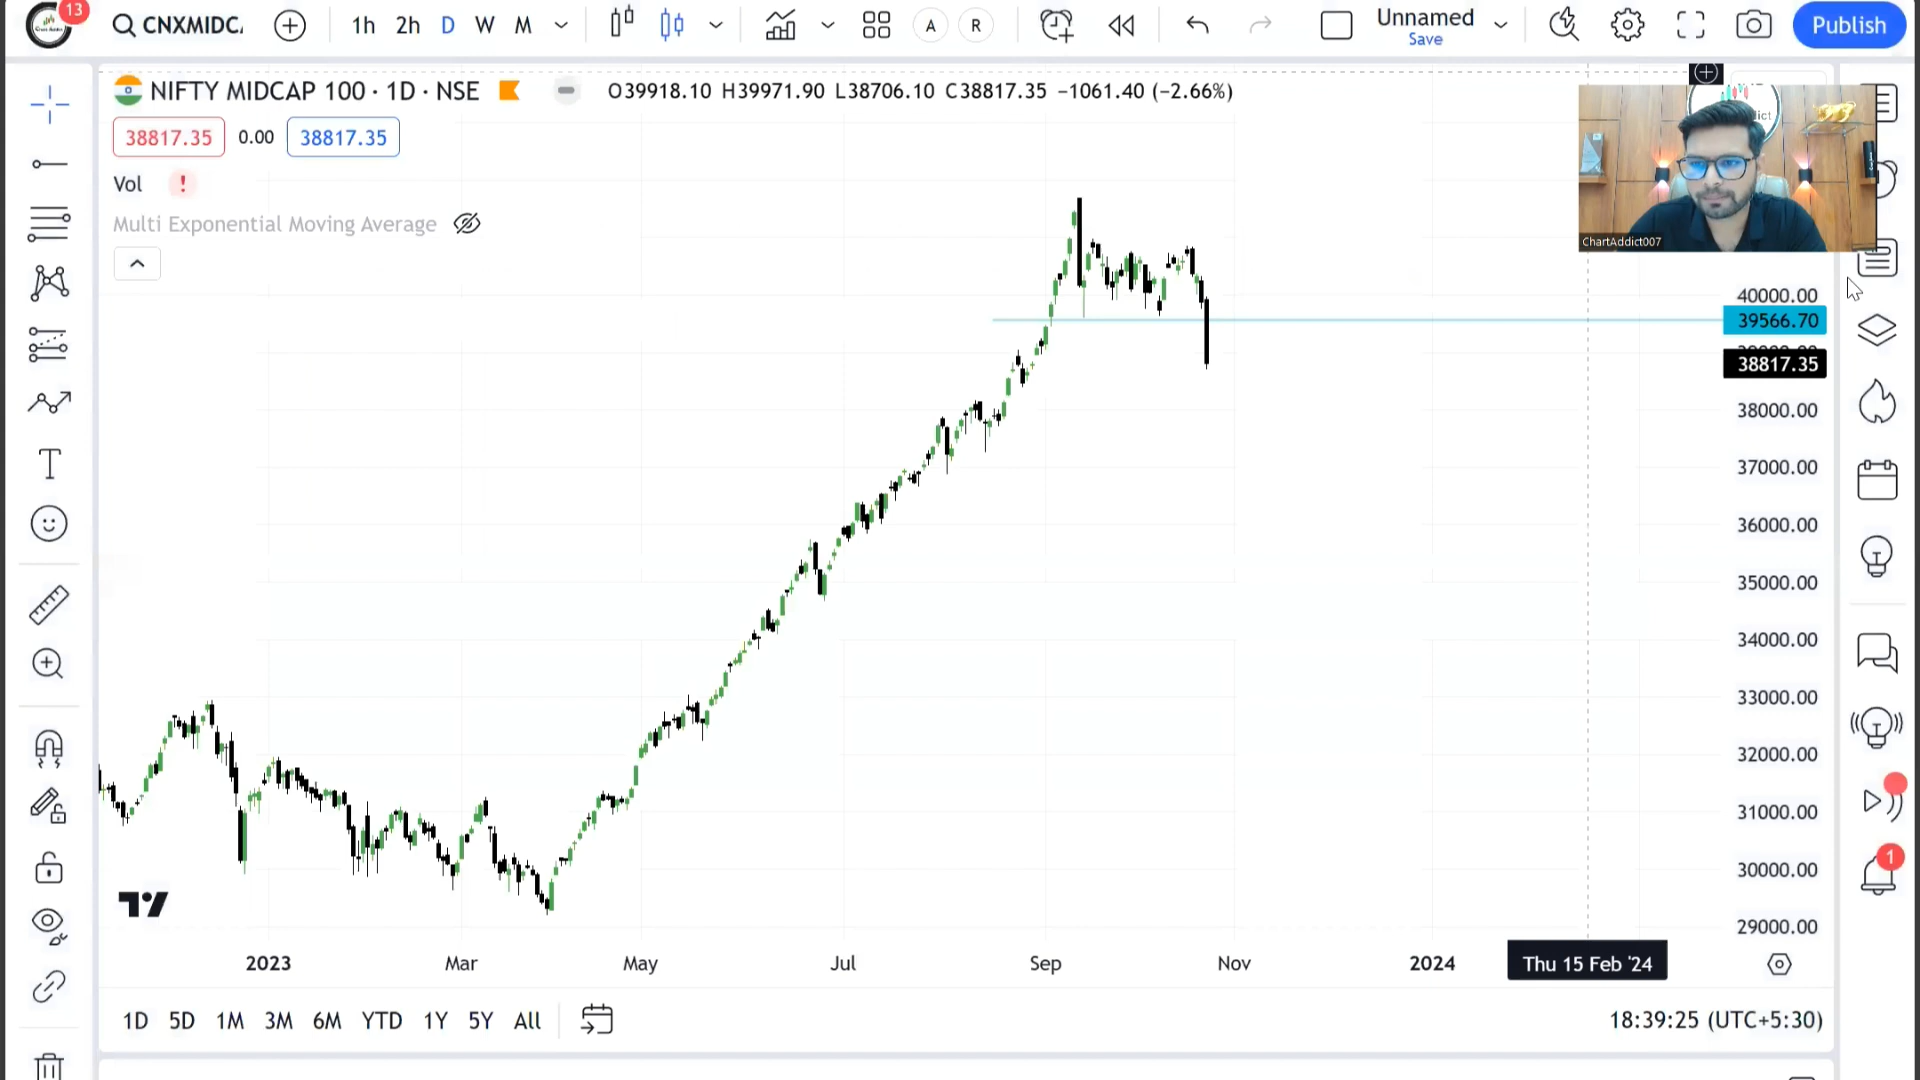 13
CNXMIDC
1h 2h D W M
A R
Unnamed
Save
Publish
NIFTY MIDCAP 100 · 1D · NSE
O39918.10 H39971.90 L38706.10 C38817.35 −1061.40 (−2.66%)
38817.35 0.00 38817.35
Vol !
Multi Exponential Moving Average
ChartAddict007
40000.00
39566.70
38817.35
38000.00
37000.00
36000.00
35000.00
34000.00
33000.00
32000.00
31000.00
30000.00
29000.00
1
2023 Mar May Jul Sep Nov 2024 Thu 15 Feb '24
1D 5D 1M 3M 6M YTD 1Y 5Y All
18:39:25 (UTC+5:30)